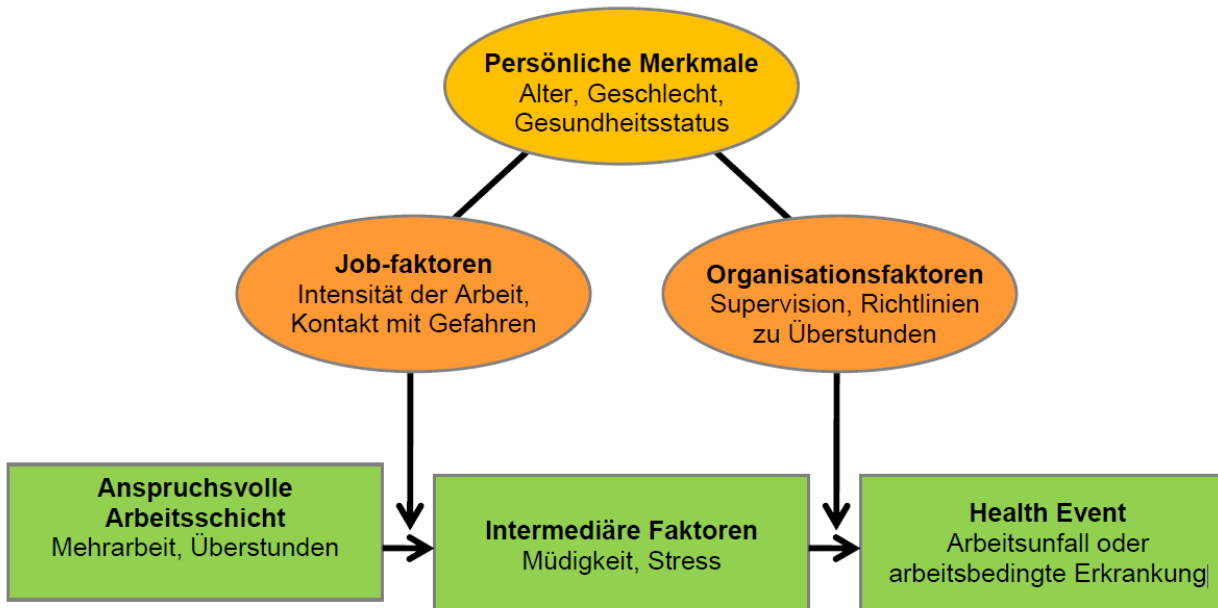 Persönliche Merkmale
Alter, Geschlecht,
Gesundheitsstatus
Job-faktoren
Intensität der Arbeit,
Kontakt mit Gefahren
Organisationsfaktoren
Supervision, Richtlinien
zu Überstunden
Anspruchsvolle
Arbeitsschicht
Mehrarbeit, Überstunden
Intermediäre Faktoren
Müdigkeit, Stress
Health Event
Arbeitsunfall oder
arbeitsbedingte Erkrankung